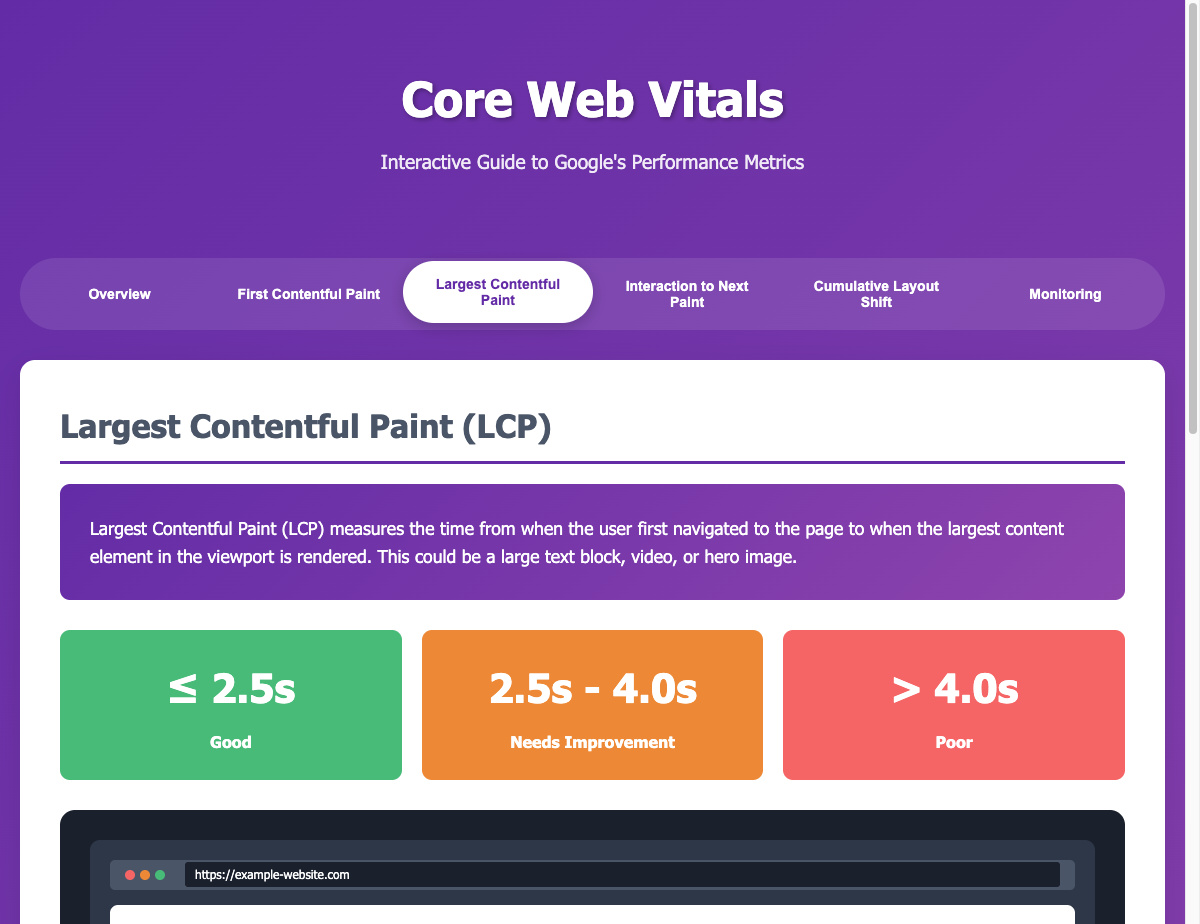 Core Web Vitals
Interactive Guide to Google's Performance Metrics
Overview
First Contentful Paint
Largest Contentful
Paint
Interaction to Next
Paint
Cumulative Layout
Shift
Monitoring
Largest Contentful Paint (LCP)
Largest Contentful Paint (LCP) measures the time from when the user first navigated to the page to when the largest content
element in the viewport is rendered. This could be a large text block, video, or hero image.
≤ 2.5s
Good
2.5s - 4.0s
Needs Improvement
> 4.0s
Poor
https://example-website.com